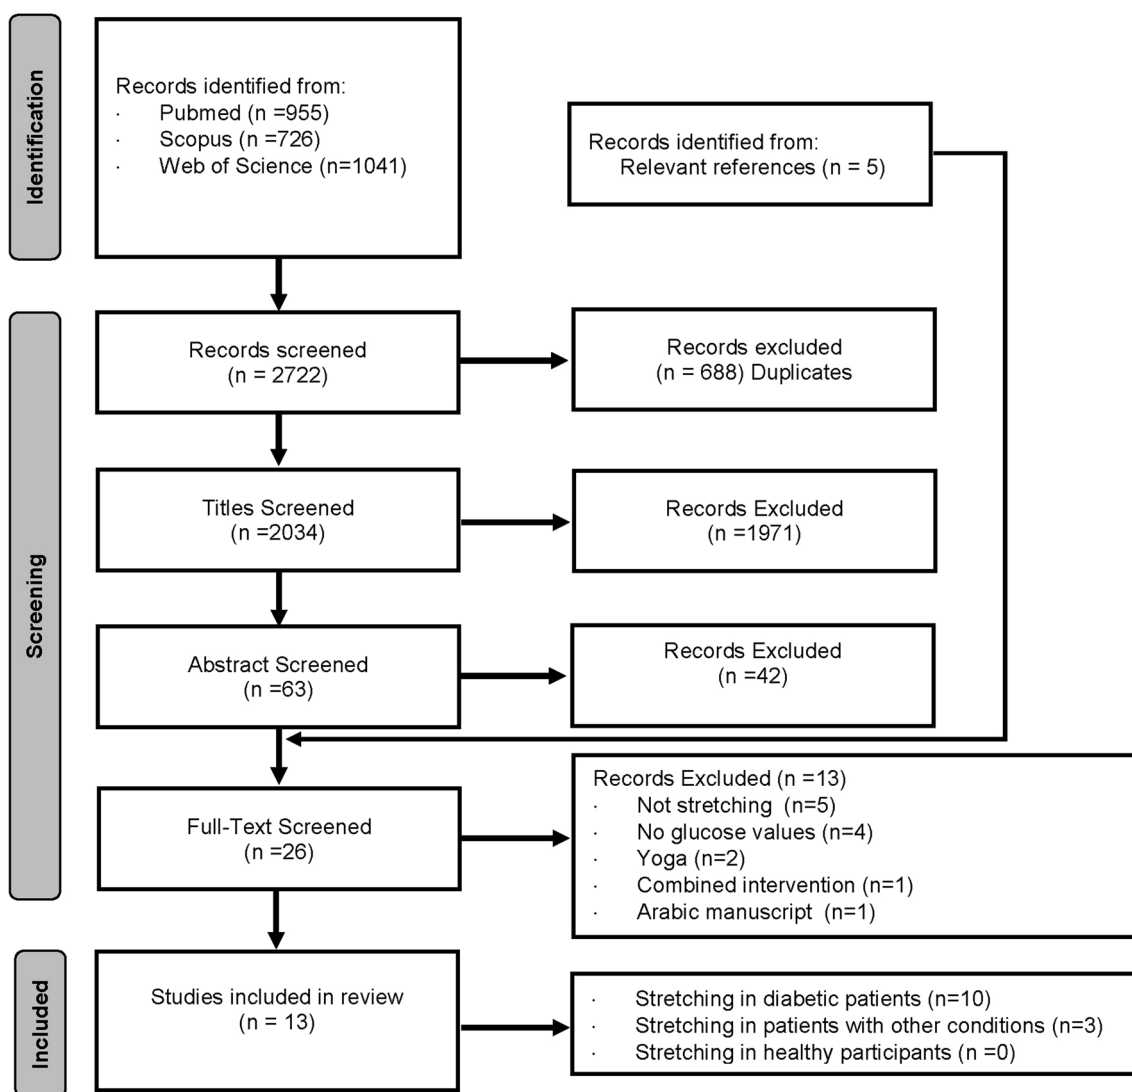 Identification
Records identified from:
· Pubmed (n =955)
· Scopus (n =726)
· Web of Science (n=1041)
Records identified from:
Relevant references (n = 5)
Screening
Records screened
(n = 2722)
Records excluded
(n = 688) Duplicates
Titles Screened
(n =2034)
Records Excluded
(n =1971)
Abstract Screened
(n =63)
Records Excluded
(n =42)
Full-Text Screened
(n =26)
Records Excluded (n =13)
· Not stretching (n=5)
· No glucose values (n=4)
· Yoga (n=2)
· Combined intervention (n=1)
· Arabic manuscript (n=1)
Included
Studies included in review
(n = 13)
· Stretching in diabetic patients (n=10)
· Stretching in patients with other conditions (n=3)
· Stretching in healthy participants (n =0)